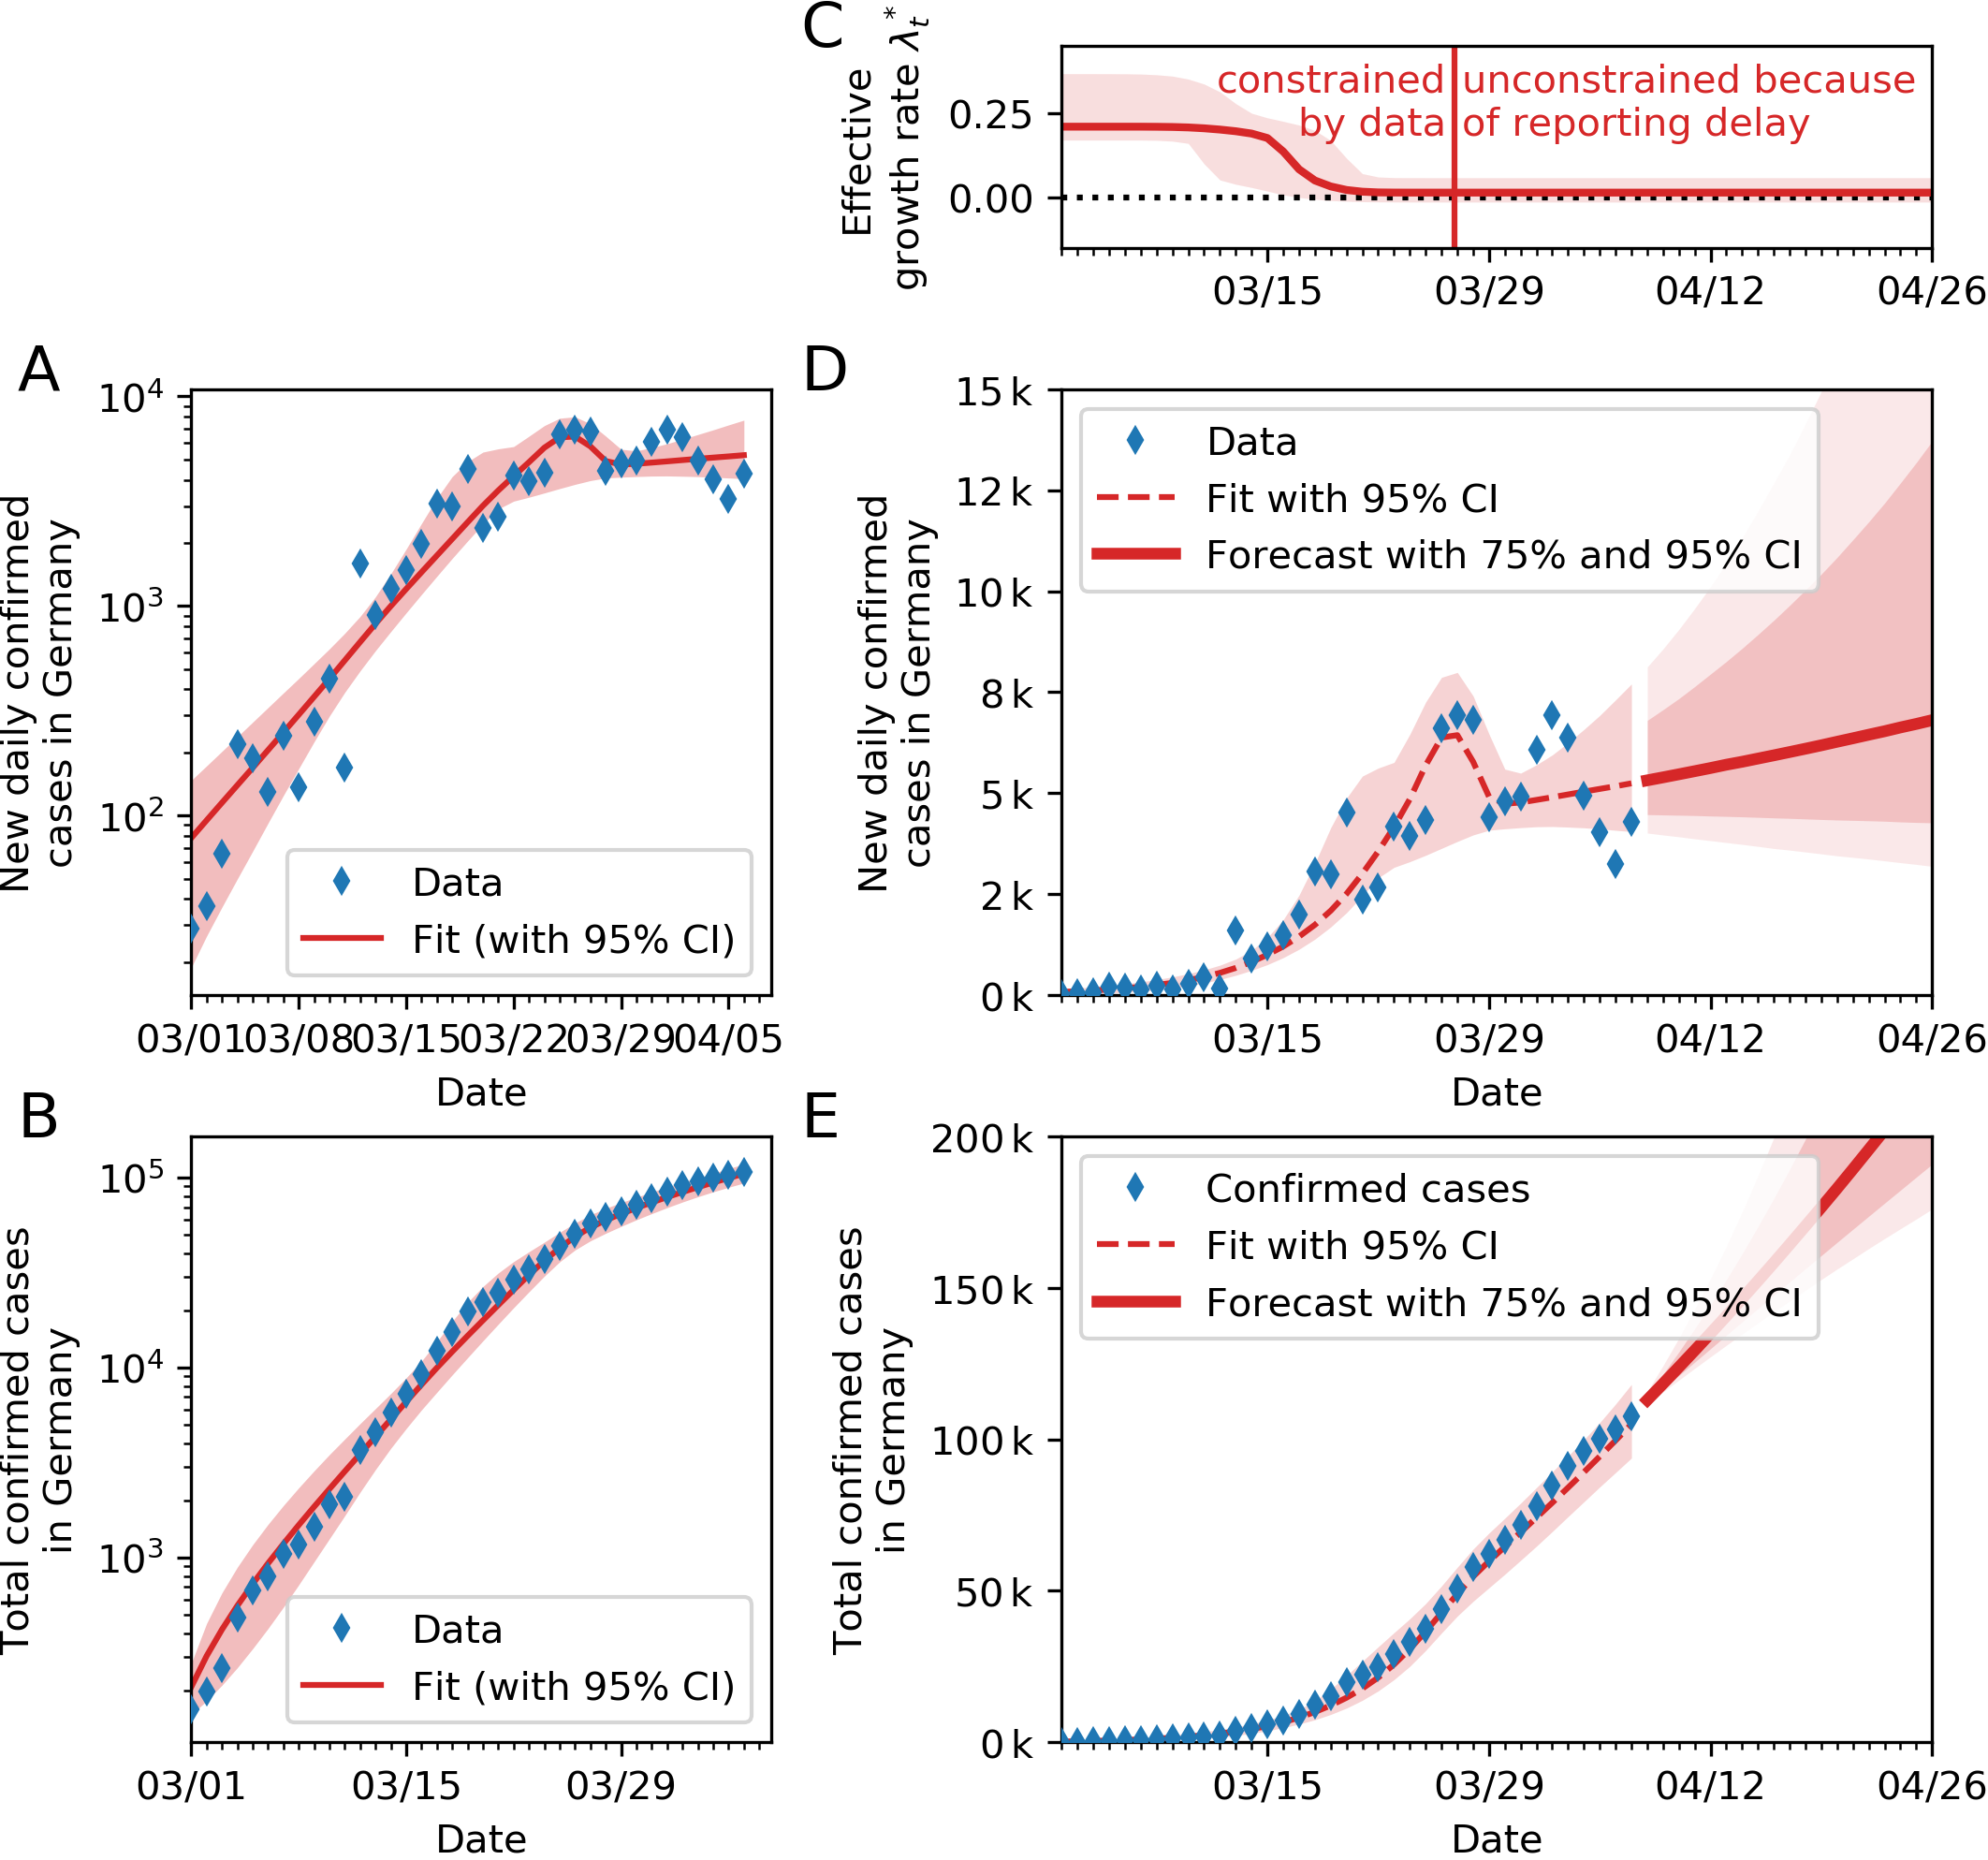 C
Effective
growth rate λ*t
0.25
0.00
constrained
by data
unconstrained because
of reporting delay
03/15
03/29
04/12
04/26
A
New daily confirmed
cases in Germany
10^4
10^3
10^2
Data
Fit (with 95% CI)
03/01
03/08
03/15
03/22
03/29
04/05
Date
D
New daily confirmed
cases in Germany
15 k
12 k
10 k
8 k
5 k
2 k
0 k
Data
Fit with 95% CI
Forecast with 75% and 95% CI
03/15
03/29
04/12
04/26
Date
B
Total confirmed cases
in Germany
10^5
10^4
10^3
Data
Fit (with 95% CI)
03/01
03/15
03/29
Date
E
Total confirmed cases
in Germany
200 k
150 k
100 k
50 k
0 k
Confirmed cases
Fit with 95% CI
Forecast with 75% and 95% CI
03/15
03/29
04/12
04/26
Date